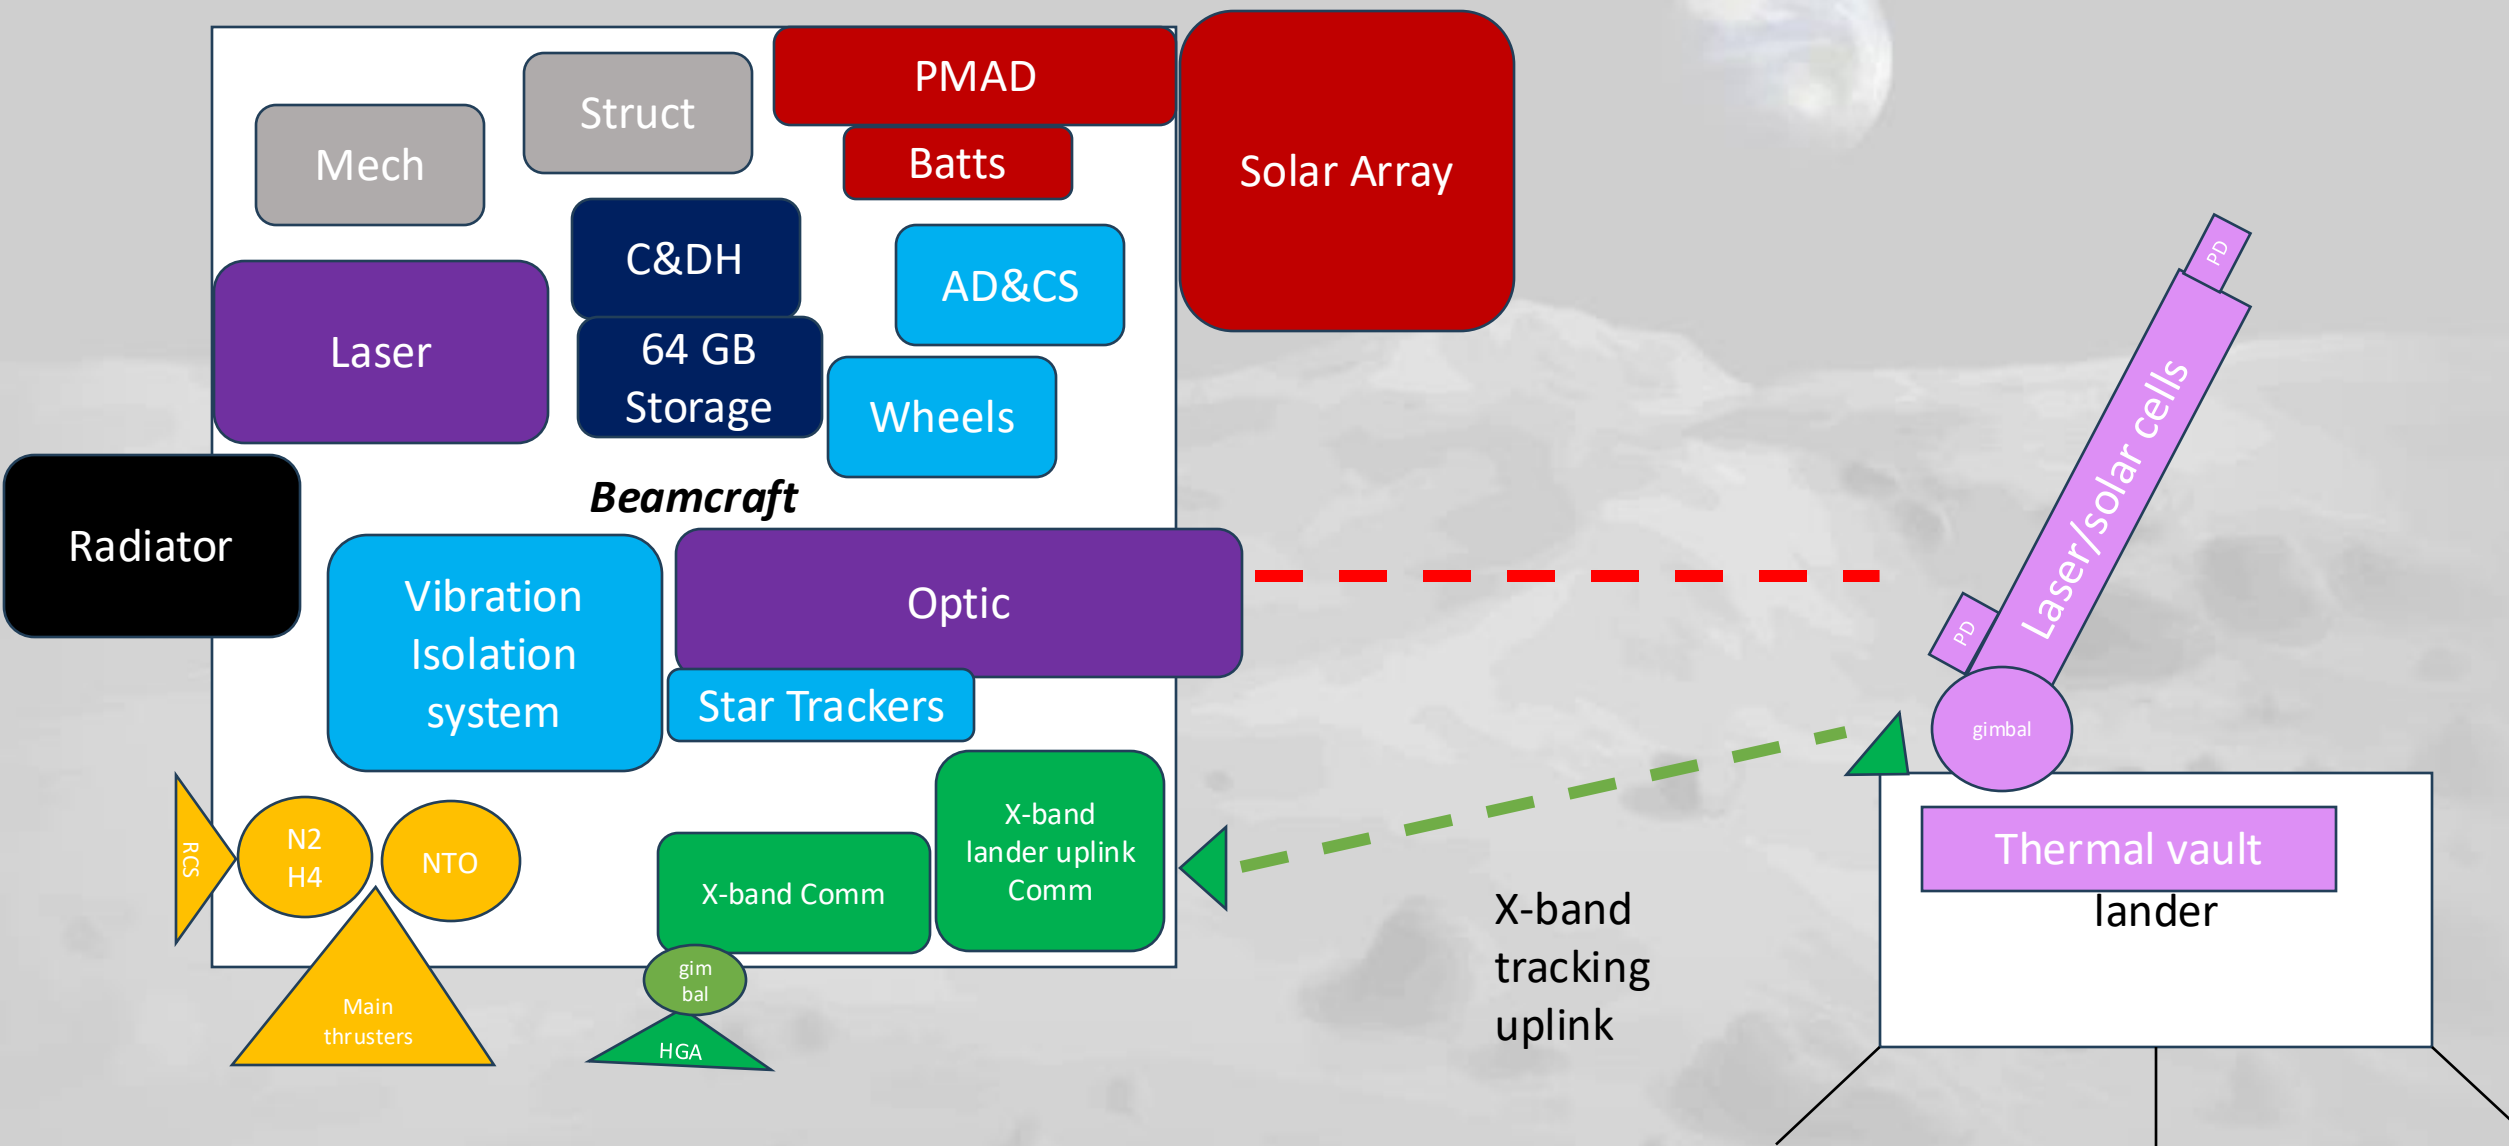 PMAD
Struct
Mech
Batts
Solar Array
C&DH
AD&CS
64 GB
Storage
Laser
Wheels
Beamcraft
Radiator
Vibration
Isolation
system
Optic
Star Trackers
RCS
N2
H4
NTO
Main
thrusters
X-band Comm
X-band
lander uplink
Comm
gim
bal
HGA
X-band
tracking
uplink
PD
Laser/solar cells
PD
gimbal
Thermal vault
lander